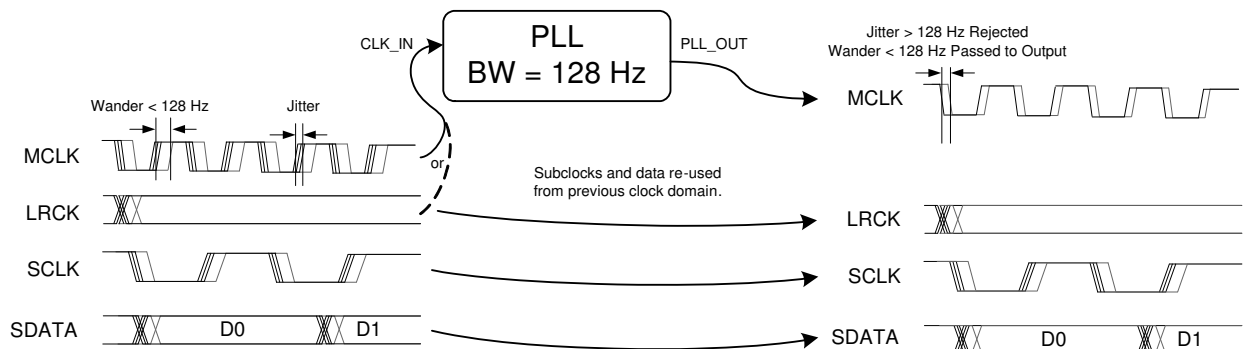 CLK_IN
PLL
BW = 128 Hz
PLL_OUT
Jitter > 128 Hz Rejected
Wander < 128 Hz Passed to Output
MCLK
Wander < 128 Hz
Jitter
MCLK
or
Subclocks and data re-used
from previous clock domain.
LRCK
LRCK
SCLK
SCLK
SDATA
D0
D1
SDATA
D0
D1